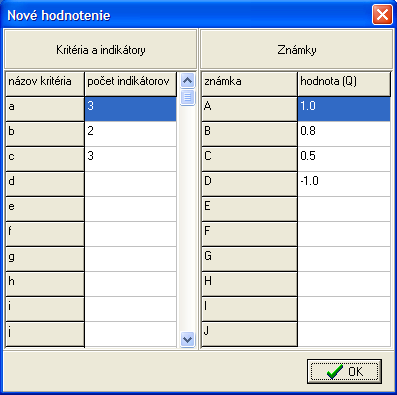 Nové hodnotenie
Kritéria a indikátory
Známky
názov kritéria počet indikátorov
známka hodnota (Q)
a 3
b 2
c 3
d
e
f
g
h
i
j
A 1.0
B 0.8
C 0.5
D -1.0
E
F
G
H
I
J
OK